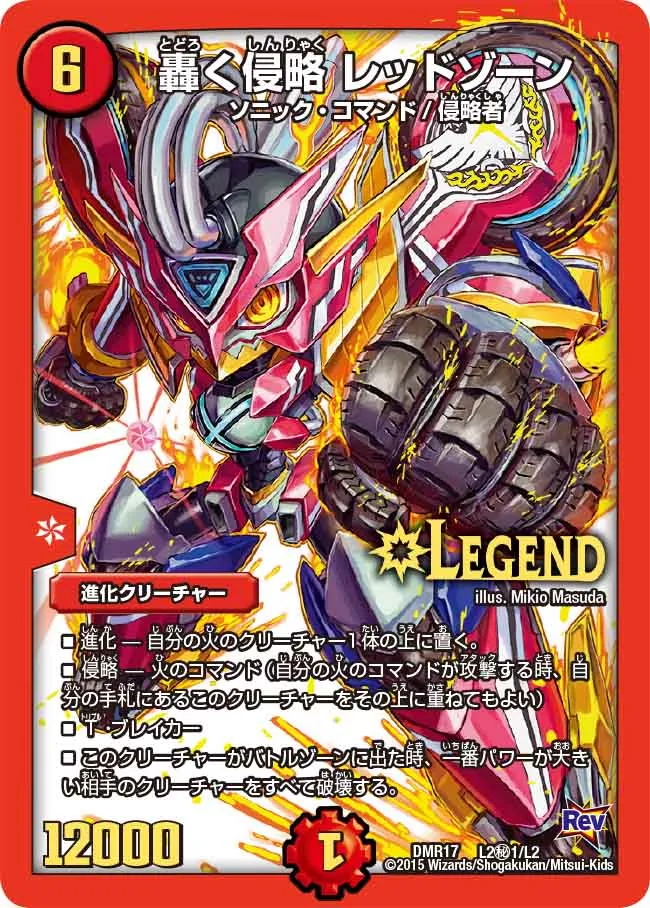 6
轟く侵略 レッドゾーン
ソニック・コマンド / 侵略者
LEGEND
illus. Mikio Masuda
進化クリーチャー
■ 進化 — 自分の火のクリーチャー1体の上に置く。
■ 侵略 — 火のコマンド(自分の火のコマンドが攻撃する時、自
分の手札にあるこのクリーチャーをその上に重ねてもよい)
■ T・ブレイカー
■ このクリーチャーがバトルゾーンに出た時、一番パワーが大き
い相手のクリーチャーをすべて破壊する。
12000
1
Rev
DMR17 L2㊙1/L2
©2015 Wizards/Shogakukan/Mitsui-Kids